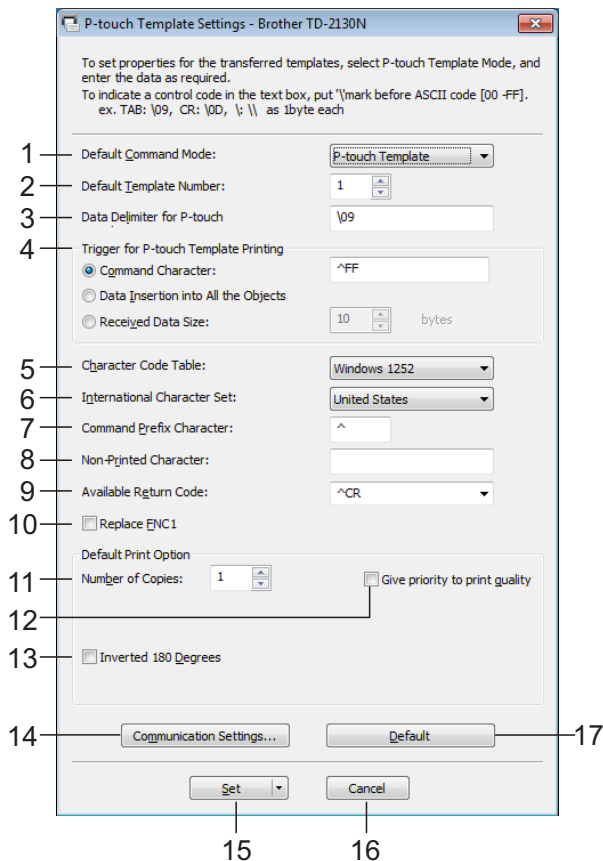 P-touch Template Settings - Brother TD-2130N
To set properties for the transferred templates, select P-touch Template Mode, and
enter the data as required.
To indicate a control code in the text box, put '\'mark before ASCII code [00 -FF].
ex. TAB: \09, CR: \0D, \: \\ as 1byte each
1 Default Command Mode: P-touch Template
2 Default Template Number: 1
3 Data Delimiter for P-touch \09
4 Trigger for P-touch Template Printing
Command Character: ^FF
Data Insertion into All the Objects
Received Data Size: 10 bytes
5 Character Code Table: Windows 1252
6 International Character Set: United States
7 Command Prefix Character: ^
8 Non-Printed Character:
9 Available Return Code: ^CR
10 Replace FNC1
Default Print Option
11 Number of Copies: 1 Give priority to print quality
12
13 Inverted 180 Degrees
14 Communication Settings... Default 17
Set Cancel
15 16